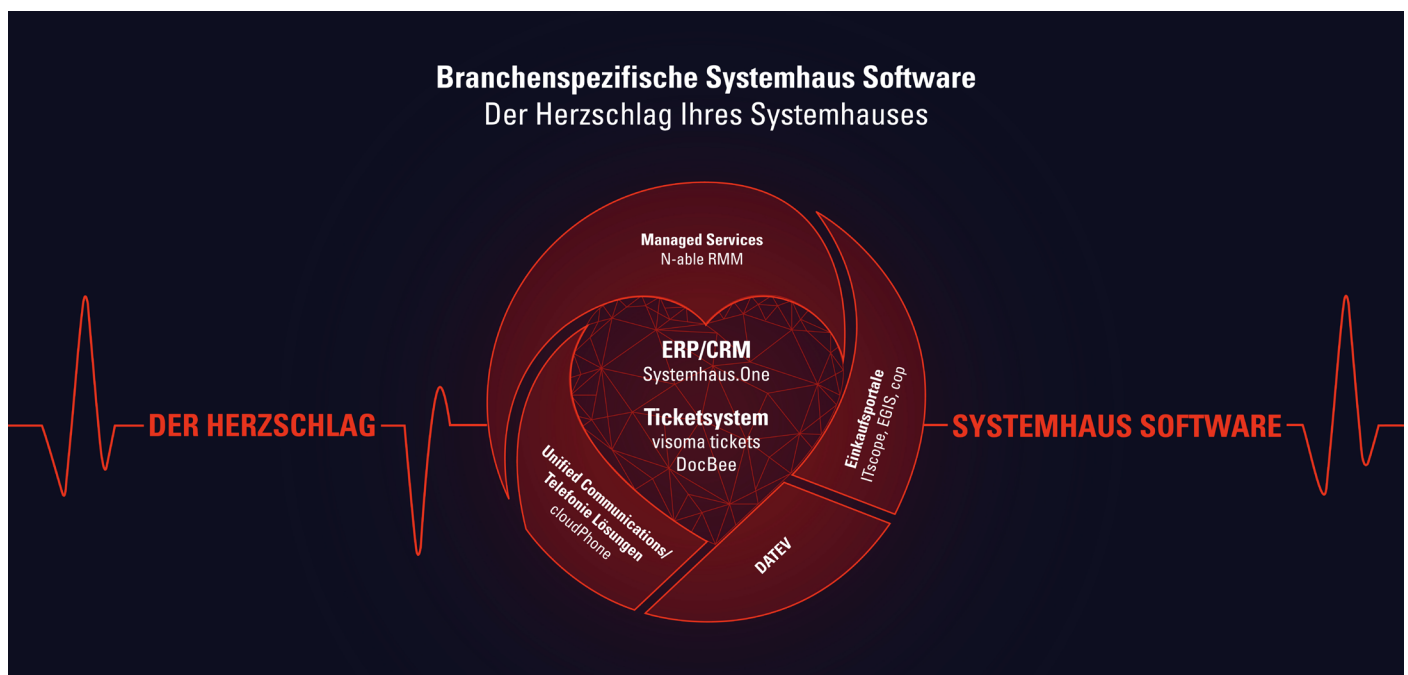 Branchenspezifische Systemhaus Software
Der Herzschlag Ihres Systemhauses
Managed Services
N-able RMM
ERP/CRM
Systemhaus.One
Ticketsystem
visoma tickets
DocBee
Einkaufsportale
ITscope, EGIS, cop
DER HERZSCHLAG
SYSTEMHAUS SOFTWARE
Unified Communications/
Telefonie Lösungen
cloudPhone
DATEV